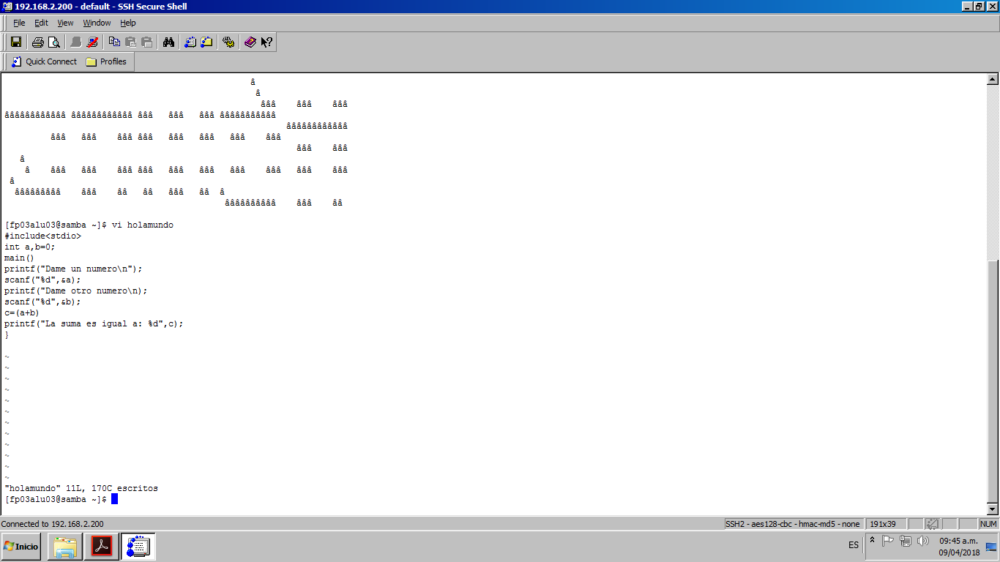 192.168.2.200 - default - SSH Secure Shell
File Edit View Window Help
Quick Connect Profiles
â
â
âââ âââ âââ
ââââââââââââ ââââââââââââ âââ âââ âââ âââââââââââ
ââââââââââââ
âââ âââ âââ âââ âââ âââ âââ âââ
âââ âââ
â
â âââ âââ âââ âââ âââ âââ âââ âââ âââ âââ
â
âââââââââ âââ ââ ââ âââ ââ â
ââââââââââ âââ ââ
[fp03alu03@samba ~]$ vi holamundo
#include<stdio>
int a,b=0;
main()
printf("Dame un numero\n");
scanf("%d",&a);
printf("Dame otro numero\n);
scanf("%d",&b);
c=(a+b)
printf("La suma es igual a: %d",c);
}
~
~
~
~
~
~
~
~
~
~
~
~
"holamundo" 11L, 170C escritos
[fp03alu03@samba ~]$
Connected to 192.168.2.200 SSH2 - aes128-cbc - hmac-md5 - none 191x39 NUM
Inicio ES 09:45 a.m.
09/04/2018